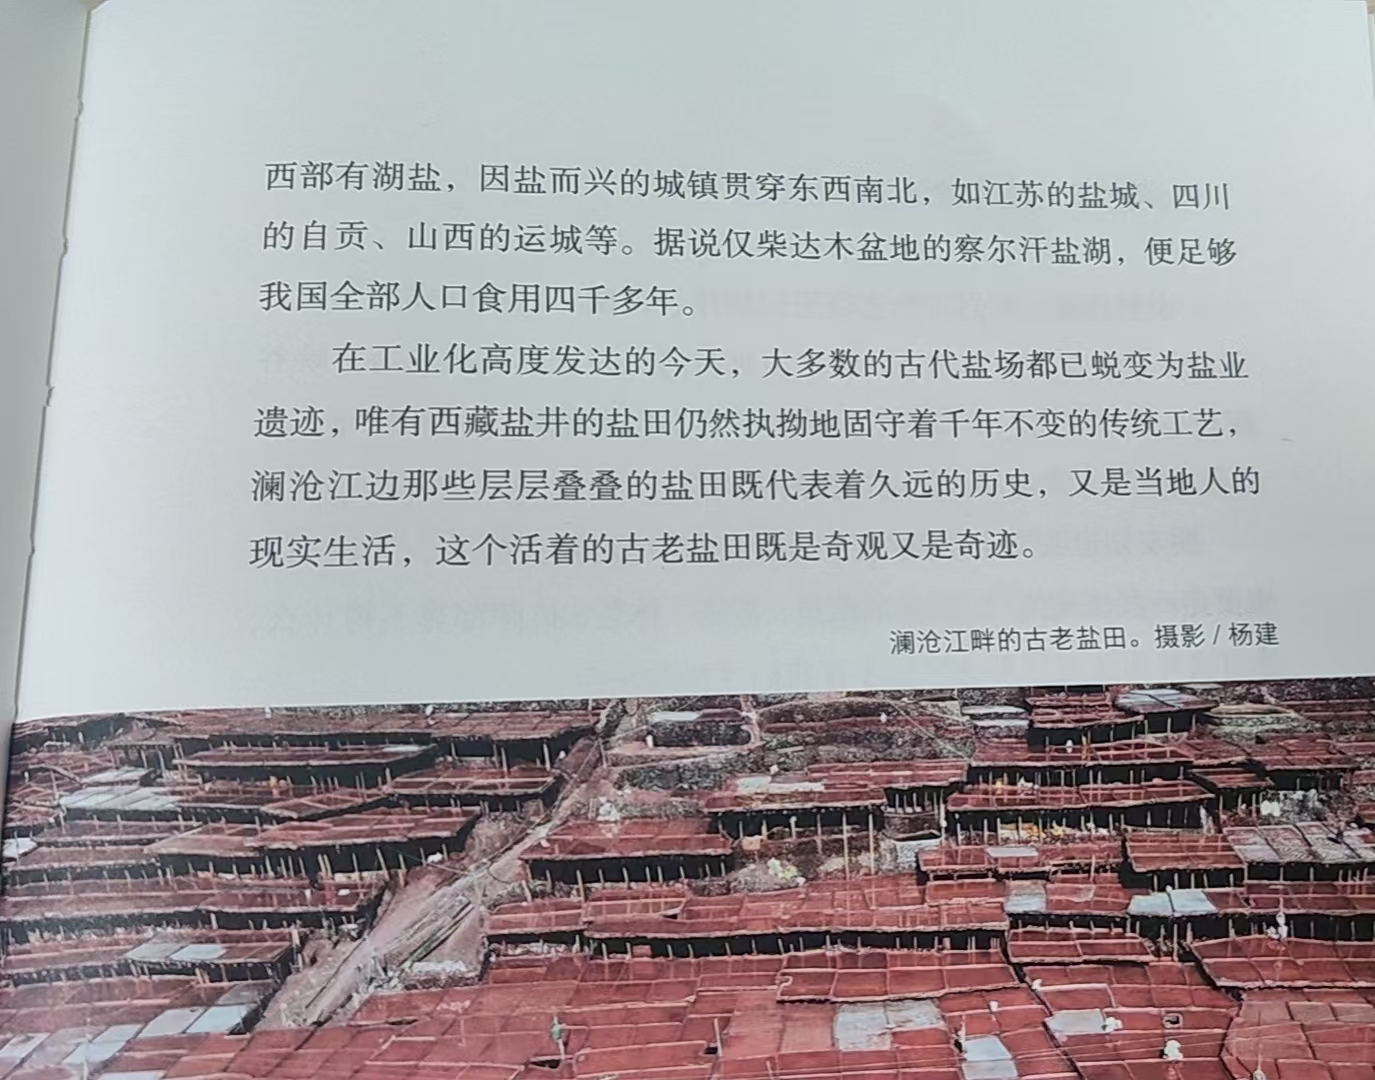 西部有湖盐，因盐而兴的城镇贯穿东西南北，如江苏的盐城、四川
的自贡、山西的运城等。据说仅柴达木盆地的察尔汗盐湖，便足够
我国全部人口食用四千多年。
在工业化高度发达的今天，大多数的古代盐场都已蜕变为盐业
遗迹，唯有西藏盐井的盐田仍然执拗地固守着千年不变的传统工艺，
澜沧江边那些层层叠叠的盐田既代表着久远的历史，又是当地人的
现实生活，这个活着的古老盐田既是奇观又是奇迹。
澜沧江畔的古老盐田。摄影 / 杨建